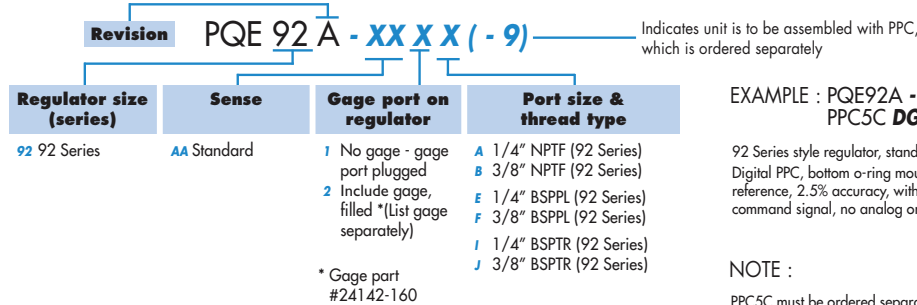 Revision PQE 92 A - XX X X ( - 9)
Indicates unit is to be assembled with PPC,
which is ordered separately
Regulator size (series)
92 92 Series
Sense
AA Standard
Gage port on regulator
1 No gage - gage
port plugged
2 Include gage,
filled *(List gage
separately)
* Gage part
#24142-160
Port size &
thread type
A 1/4” NPTF (92 Series)
B 3/8” NPTF (92 Series)
E 1/4” BSPPL (92 Series)
F 3/8” BSPPL (92 Series)
I 1/4” BSPTR (92 Series)
J 3/8” BSPTR (92 Series)
EXAMPLE : PQE92A -
PPC5C DG
92 Series style regulator, stand
Digital PPC, bottom o-ring mou
reference, 2.5% accuracy, with
command signal, no analog or
NOTE :
PPC5C must be ordered separa